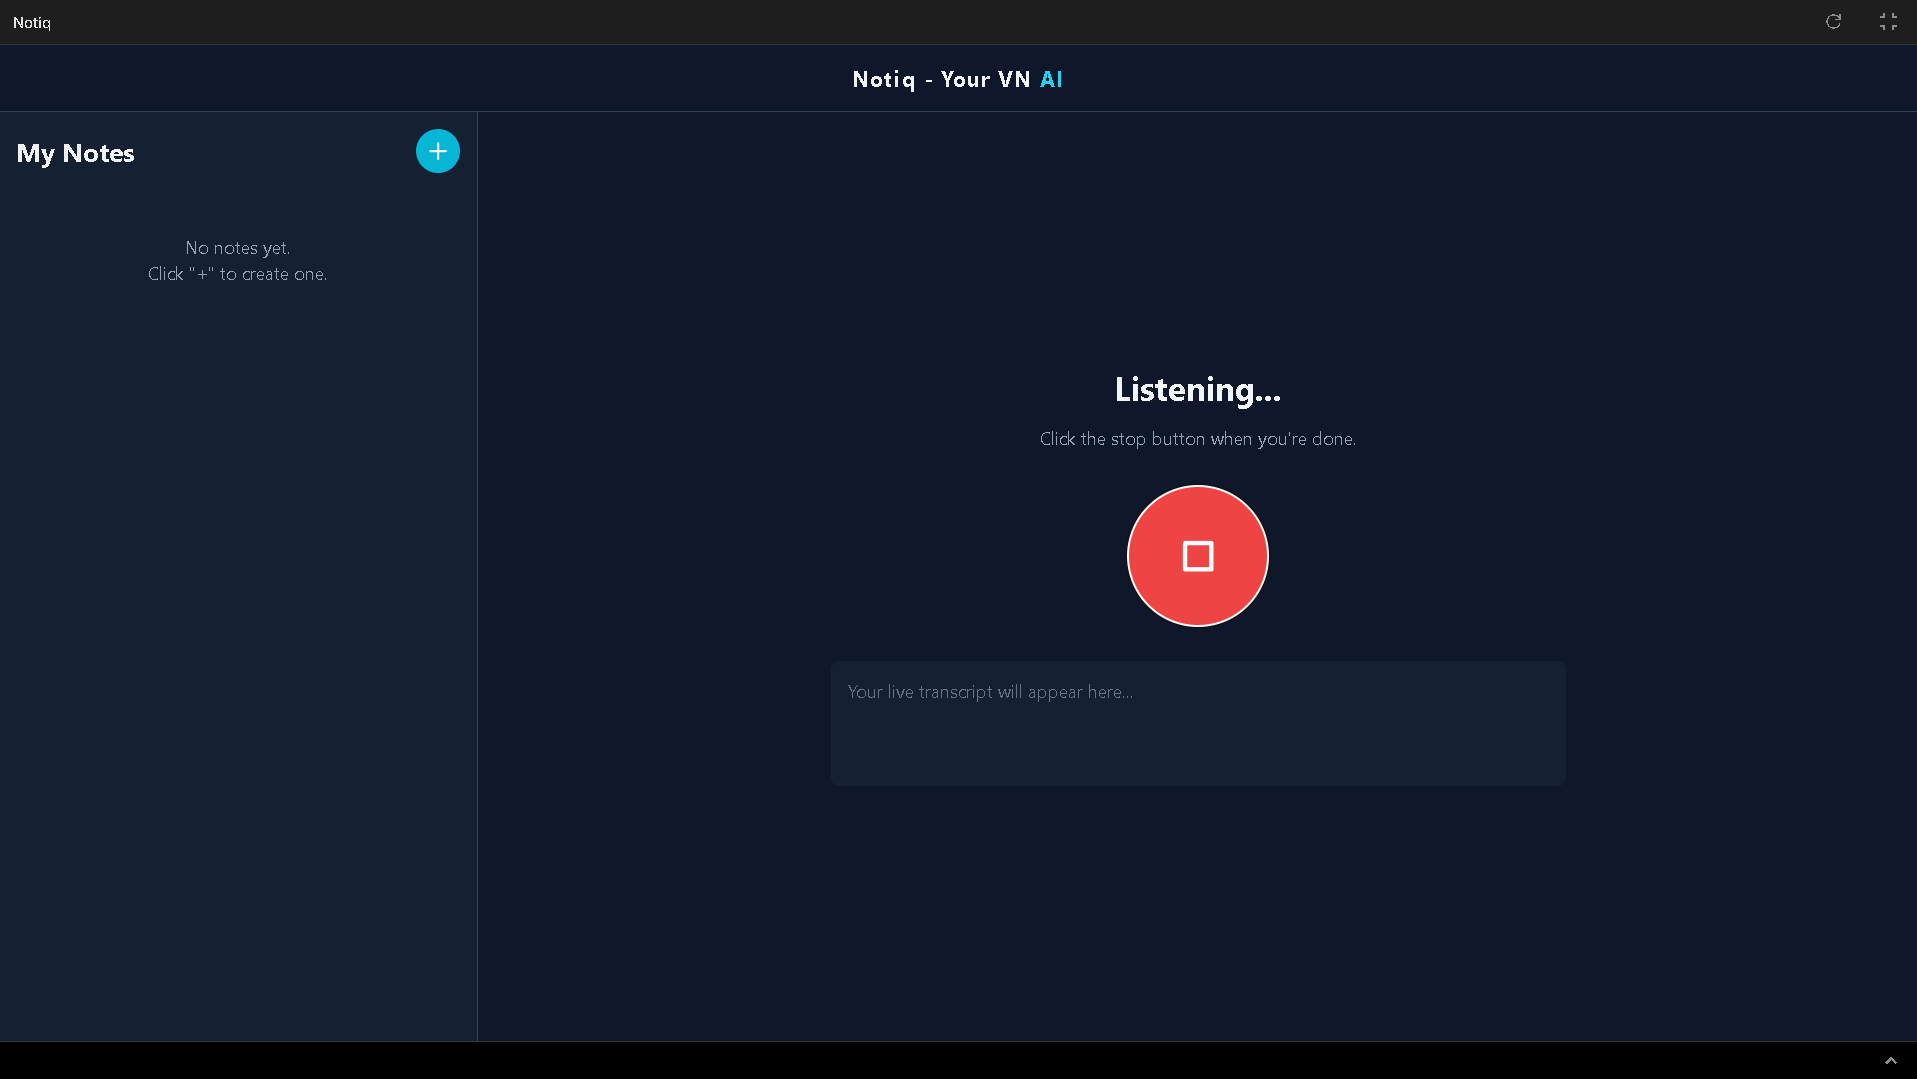 Notiq
Notiq - Your VN AI
My Notes
No notes yet.
Click "+" to create one.
Listening...
Click the stop button when you're done.
Your live transcript will appear here...